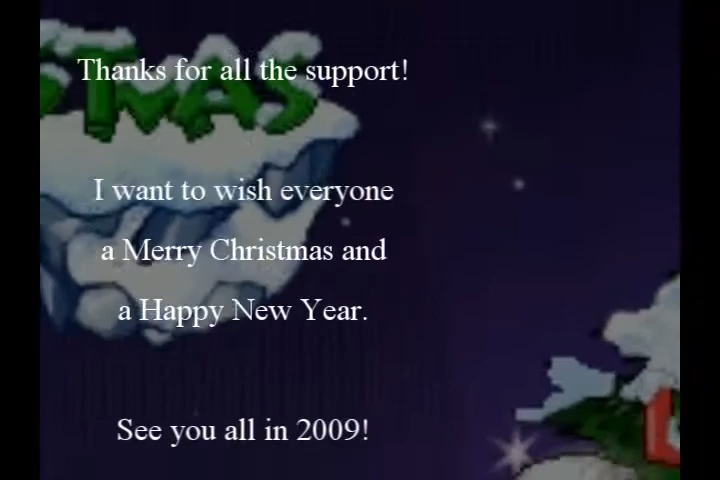 TMAS
Thanks for all the support!
I want to wish everyone
a Merry Christmas and
a Happy New Year.
See you all in 2009!